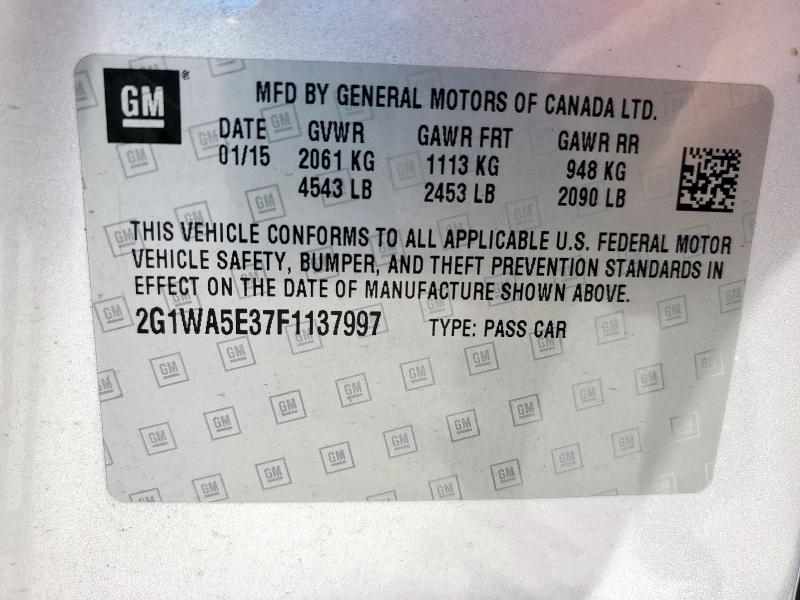 GM ®
MFD BY GENERAL MOTORS OF CANADA LTD.
DATE GVWR GAWR FRT GAWR RR
01/15 2061 KG 1113 KG 948 KG
4543 LB 2453 LB 2090 LB
THIS VEHICLE CONFORMS TO ALL APPLICABLE U.S. FEDERAL MOTOR
VEHICLE SAFETY, BUMPER, AND THEFT PREVENTION STANDARDS IN
EFFECT ON THE DATE OF MANUFACTURE SHOWN ABOVE.
2G1WA5E37F1137997 TYPE: PASS CAR